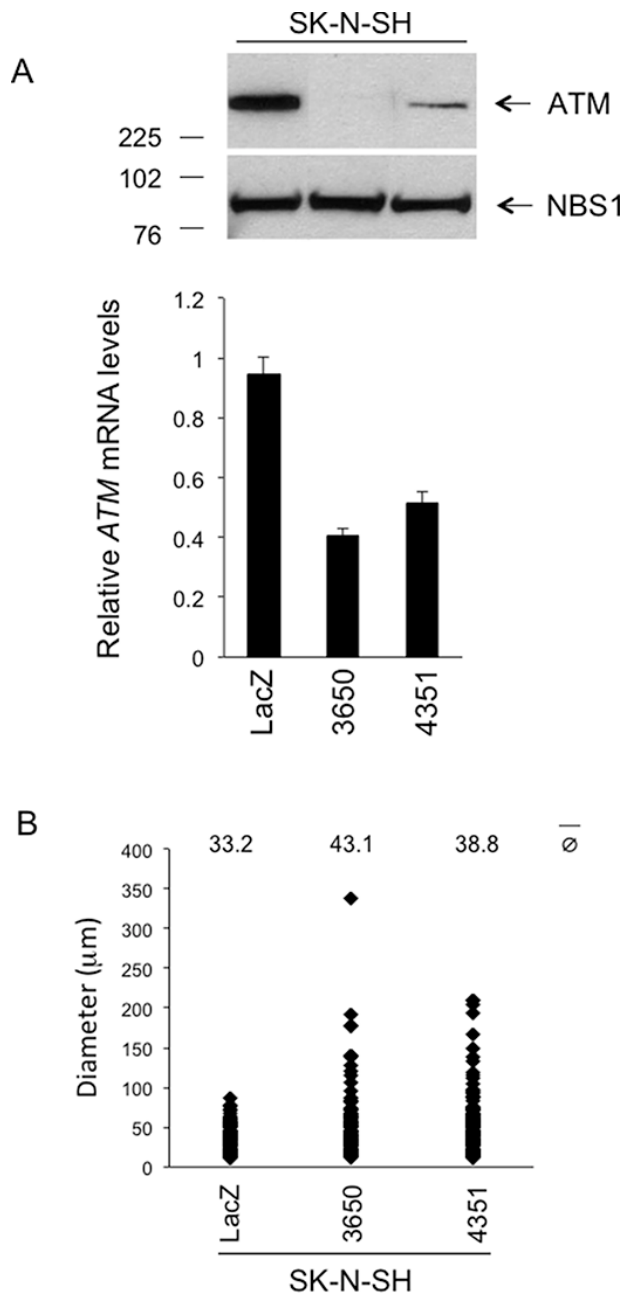 SK-N-SH
A
ATM
225
102
NBS1
76
Relative ATM mRNA levels
1.2
1
0.8
0.6
0.4
0.2
0
LacZ
3650
4351
B
33.2 43.1 38.8 ∅
Diameter (μm)
400
350
300
250
200
150
100
50
0
LacZ
3650
4351
SK-N-SH